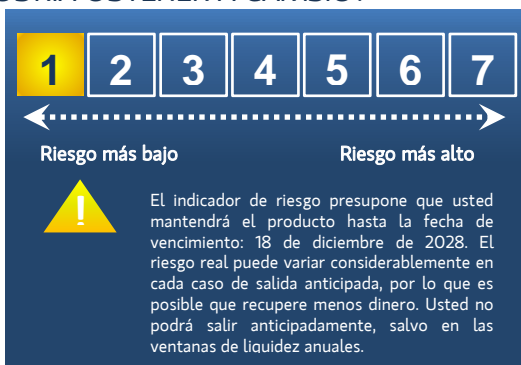 1 2 3 4 5 6 7
Riesgo más bajo Riesgo más alto
!
El indicador de riesgo presupone que usted
mantendrá el producto hasta la fecha de
vencimiento: 18 de diciembre de 2028. El
riesgo real puede variar considerablemente en
cada caso de salida anticipada, por lo que es
posible que recupere menos dinero. Usted no
podrá salir anticipadamente, salvo en las
ventanas de liquidez anuales.